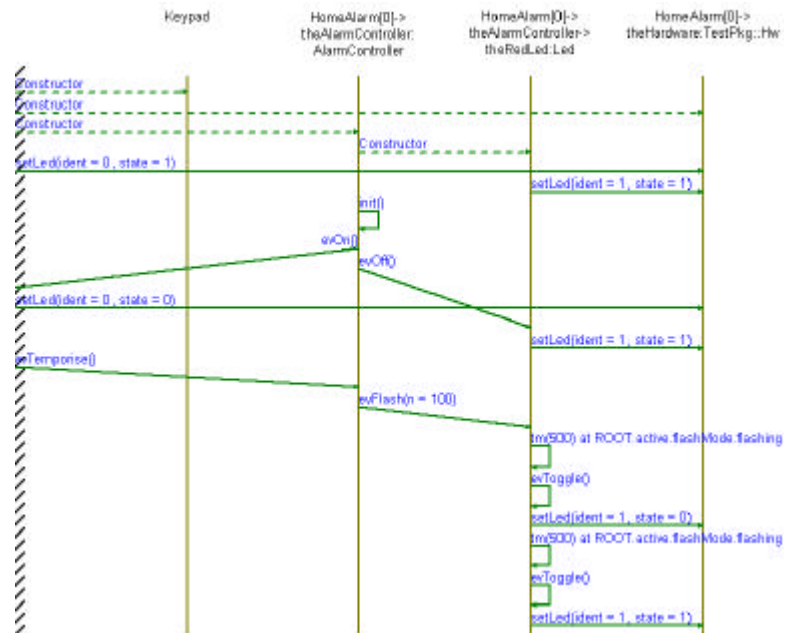 Keypad
HomeAlarm[0]->
theAlarmController:
AlarmController
HomeAlarm[0]->
theAlarmController->
theRedLed:Led
HomeAlarm[0]->
theHardware:TestPkg::Hw
Constructor
Constructor
Constructor
Constructor
setLed(ident = 0, state = 1)
setLed(ident = 1, state = 1)
init()
evOn()
evOff()
setLed(ident = 0, state = 0)
setLed(ident = 1, state = 1)
evTemporise()
evFlash(n = 100)
tm(500) at ROOT.active.flashMode.flashing
evToggle()
setLed(ident = 1, state = 0)
tm(500) at ROOT.active.flashMode.flashing
evToggle()
setLed(ident = 1, state = 1)